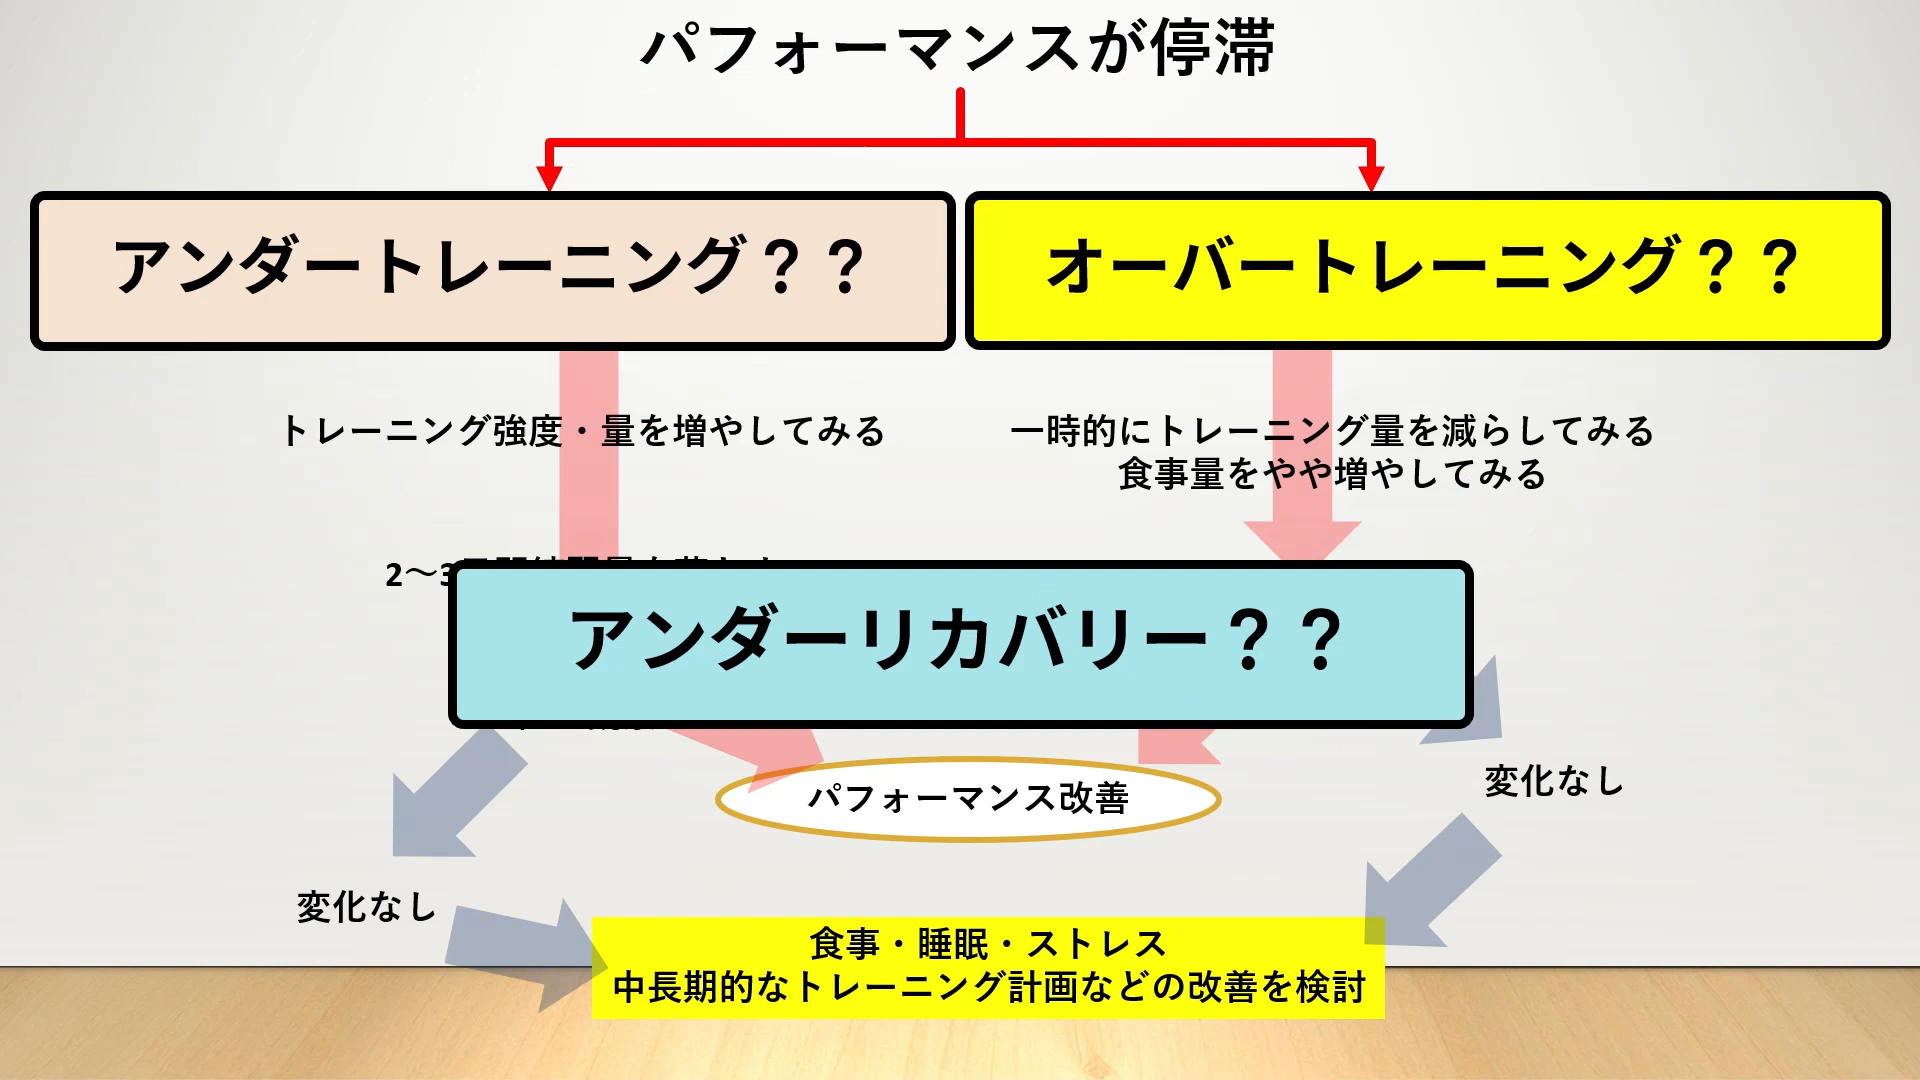 パフォーマンスが停滞
アンダートレーニング？？
オーバートレーニング？？
トレーニング強度・量を増やしてみる
一時的にトレーニング量を減らしてみる
食事量をやや増やしてみる
2〜3
アンダーリカバリー？？
パフォーマンス改善
変化なし
変化なし
食事・睡眠・ストレス
中長期的なトレーニング計画などの改善を検討